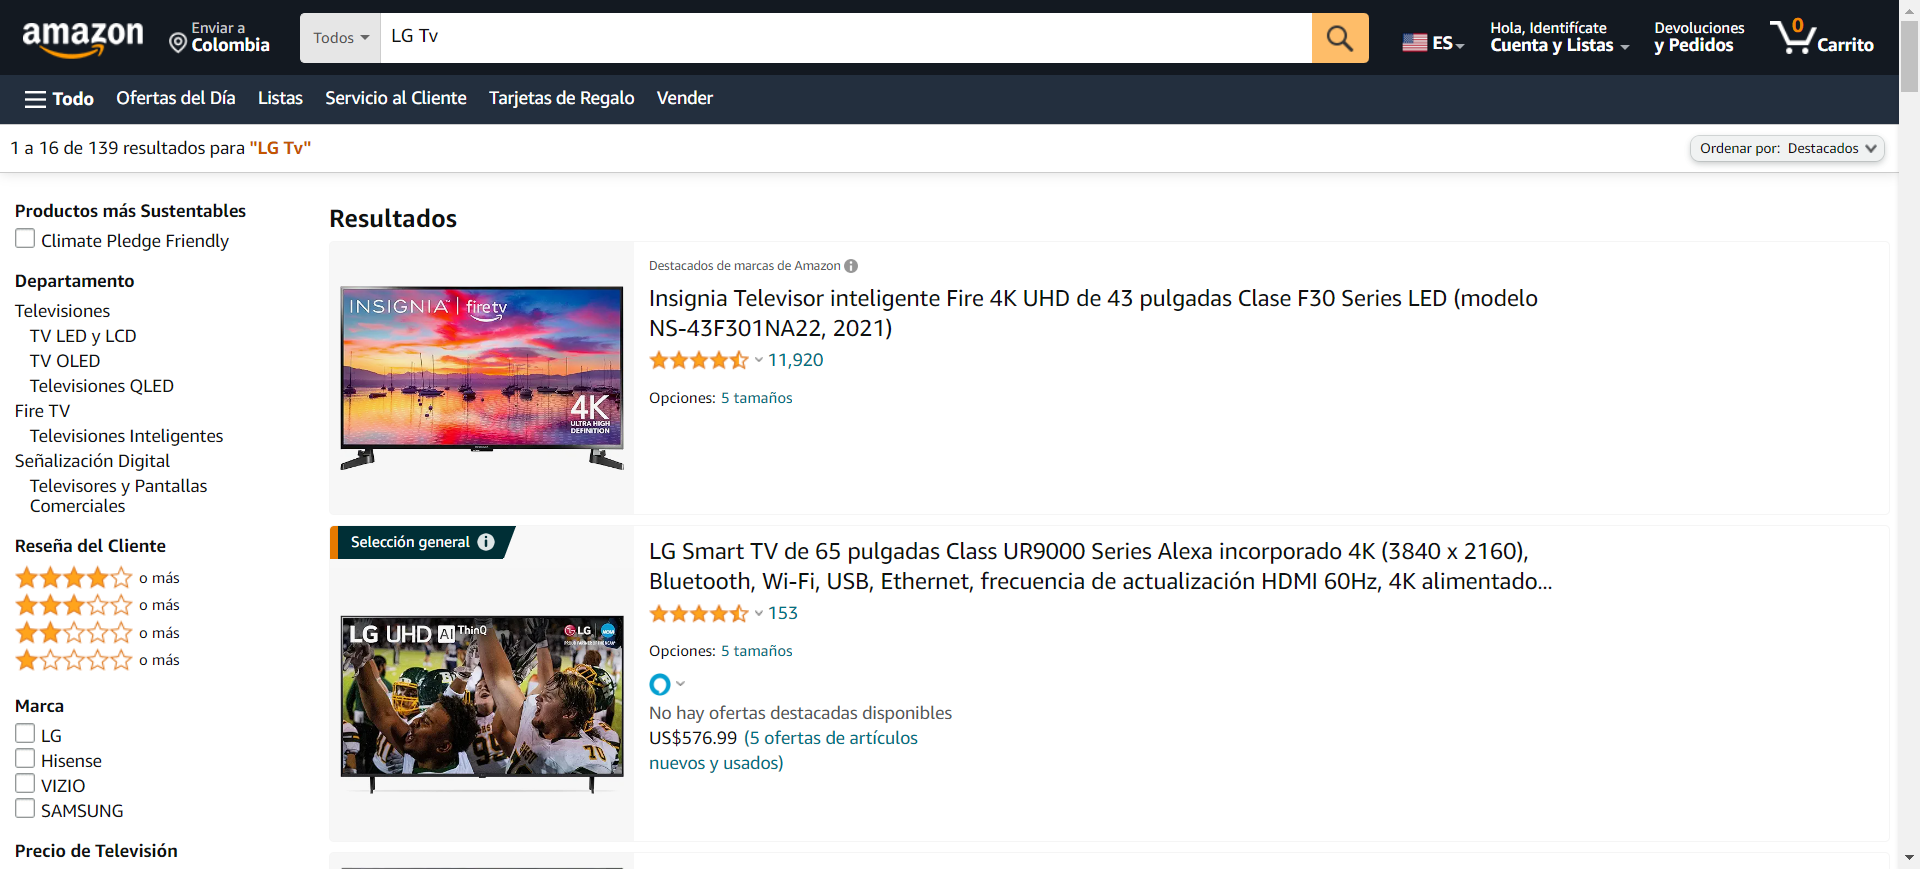 amazon
Enviar a
Colombia
Todos
LG Tv
ES
Hola, Identifícate
Cuenta y Listas
Devoluciones
y Pedidos
0
Carrito
Todo
Ofertas del Día
Listas
Servicio al Cliente
Tarjetas de Regalo
Vender
1 a 16 de 139 resultados para "LG Tv"
Ordenar por: Destacados
Productos más Sustentables
Climate Pledge Friendly
Departamento
Televisiones
TV LED y LCD
TV OLED
Televisiones QLED
Fire TV
Televisiones Inteligentes
Señalización Digital
Televisores y Pantallas
Comerciales
Reseña del Cliente
o más
o más
o más
o más
Marca
LG
Hisense
VIZIO
SAMSUNG
Precio de Televisión
Resultados
INSIGNIA fire tv
4K
ULTRA HIGH
DEFINITION
Destacados de marcas de Amazon
Insignia Televisor inteligente Fire 4K UHD de 43 pulgadas Clase F30 Series LED (modelo
NS-43F301NA22, 2021)
11,920
Opciones: 5 tamaños
Selección general
LG UHD AI ThinQ
LG
LG Smart TV de 65 pulgadas Class UR9000 Series Alexa incorporado 4K (3840 x 2160),
Bluetooth, Wi-Fi, USB, Ethernet, frecuencia de actualización HDMI 60Hz, 4K alimentado...
153
Opciones: 5 tamaños
No hay ofertas destacadas disponibles
US$576.99 (5 ofertas de artículos
nuevos y usados)